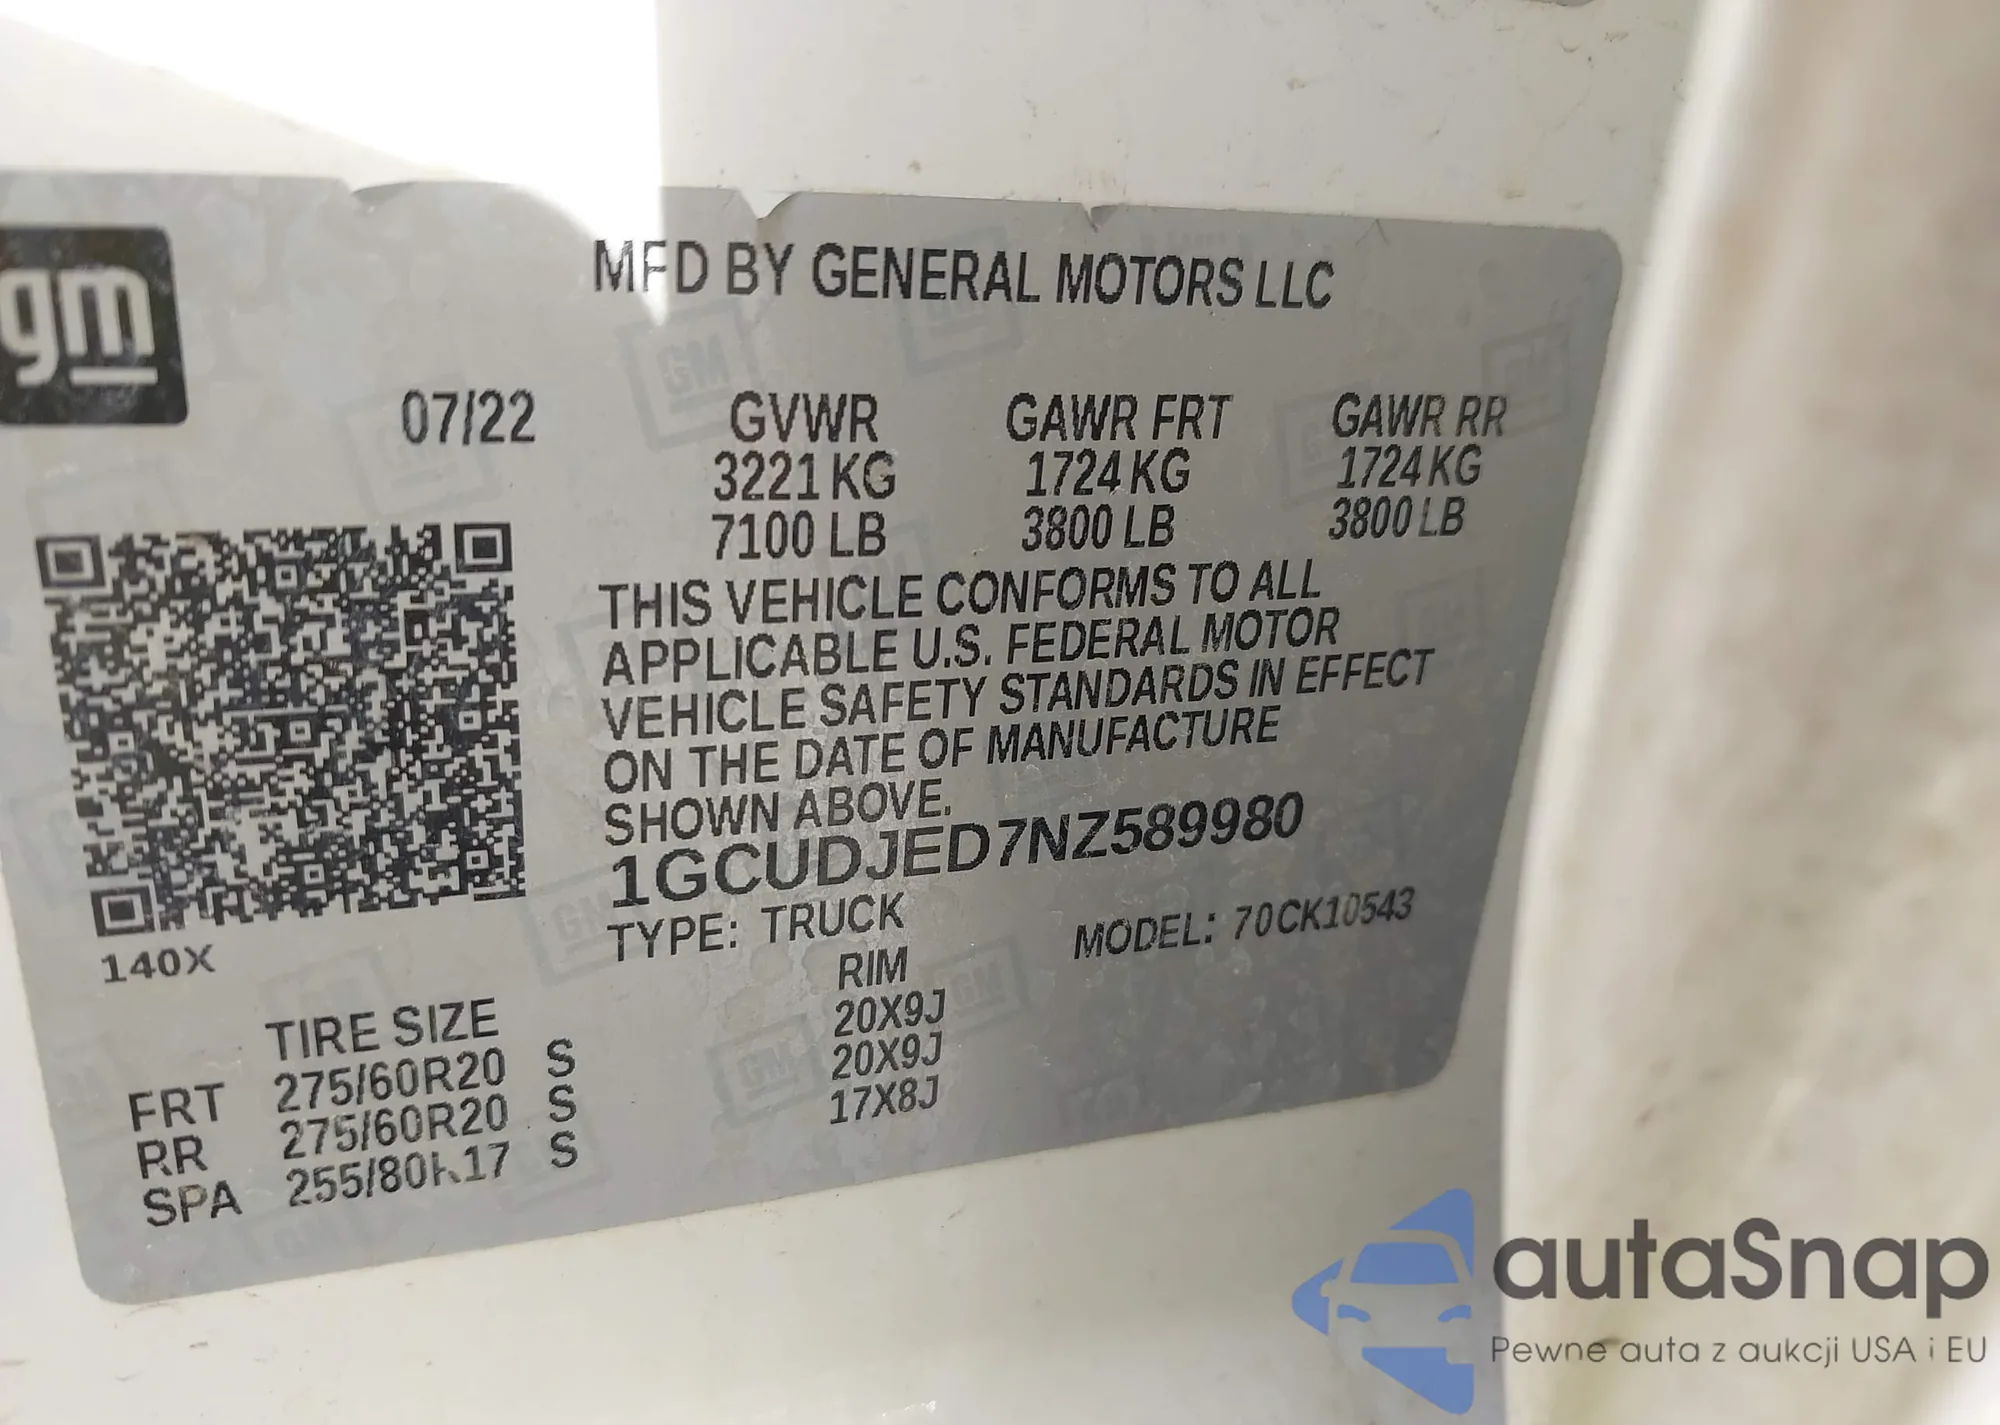 gm
MFD BY GENERAL MOTORS LLC
07/22 GVWR GAWR FRT GAWR RR
3221 KG 1724 KG 1724 KG
7100 LB 3800 LB 3800 LB
THIS VEHICLE CONFORMS TO ALL
APPLICABLE U.S. FEDERAL MOTOR
VEHICLE SAFETY STANDARDS IN EFFECT
ON THE DATE OF MANUFACTURE
SHOWN ABOVE.
1GCUDJED7NZ589980
TYPE: TRUCK MODEL: 70CK10543
140X
TIRE SIZE RIM
FRT 275/60R20 S 20X9J
RR 275/60R20 S 20X9J
SPA 255/80R17 S 17X8J
autaSnap
Pewne auta z aukcji USA i EU